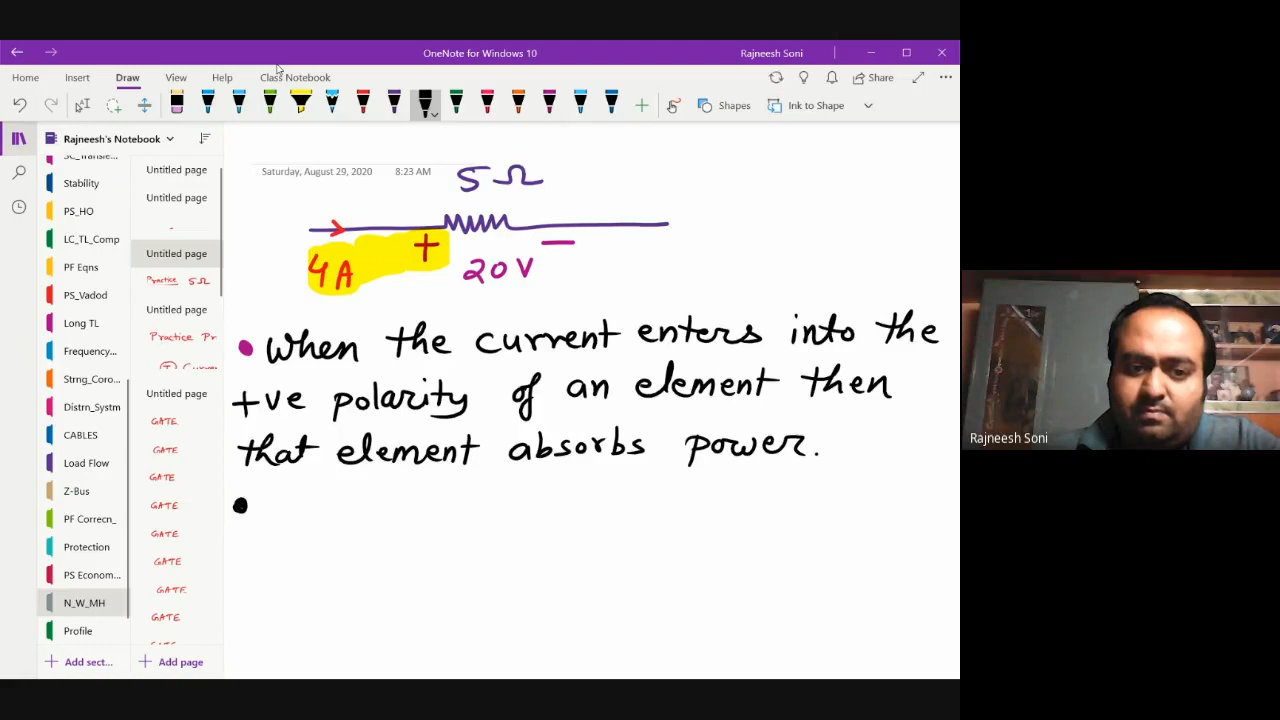 OneNote for Windows 10
Rajneesh Soni
Home
Insert
Draw
View
Help
Class Notebook
Share
Shapes
Ink to Shape
Rajneesh's Notebook
Stability
PS_HO
LC_TL_Comp
PF Eqns
PS_Vadod
Long TL
Frequency...
Strng_Coro...
Distrn_Systm
CABLES
Load Flow
Z-Bus
PF Correcn_
Protection
PS Econom...
N_W_MH
Profile
Add sect...
Untitled page
Untitled page
Untitled page
Practice 5 Ω
Untitled page
Practice Pr
Untitled page
GATE
GATE
GATE
GATE
GATE
GATE
GATE
GATE
Add page
Saturday, August 29, 2020 8:23 AM
5 Ω
+ −
4A
20 V
• When the current enters into the
+ve polarity of an element then
that element absorbs power.
•
Rajneesh Soni